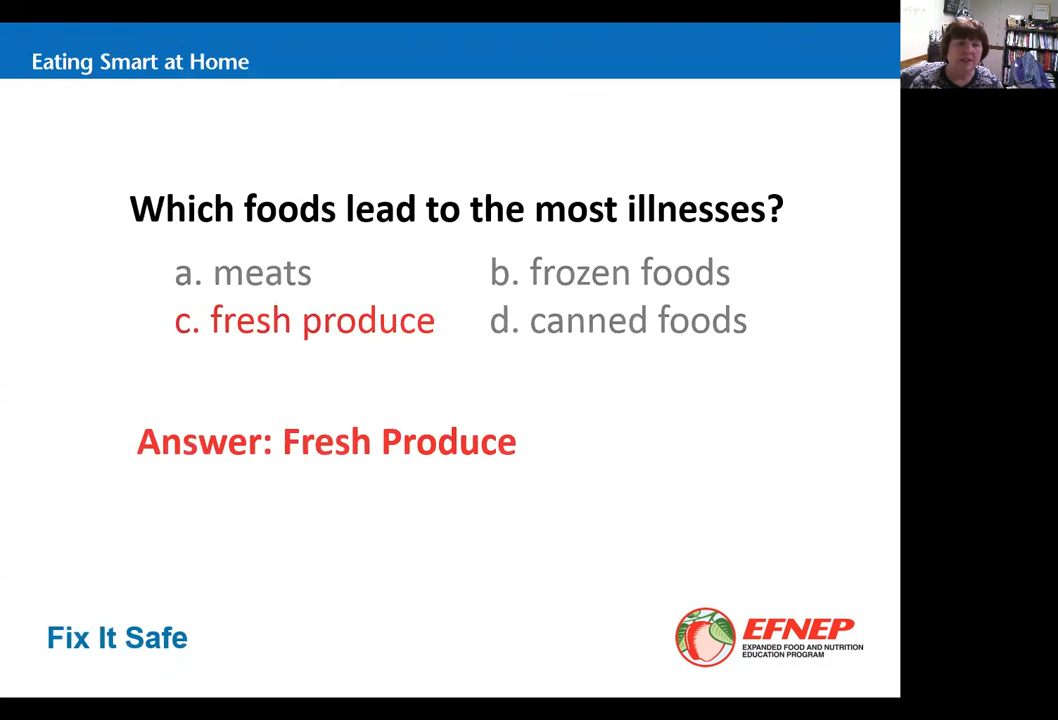 Eating Smart at Home
Which foods lead to the most illnesses?
a. meats
b. frozen foods
c. fresh produce
d. canned foods
Answer: Fresh Produce
Fix It Safe
EFNEP
EXPANDED FOOD AND NUTRITION
EDUCATION PROGRAM